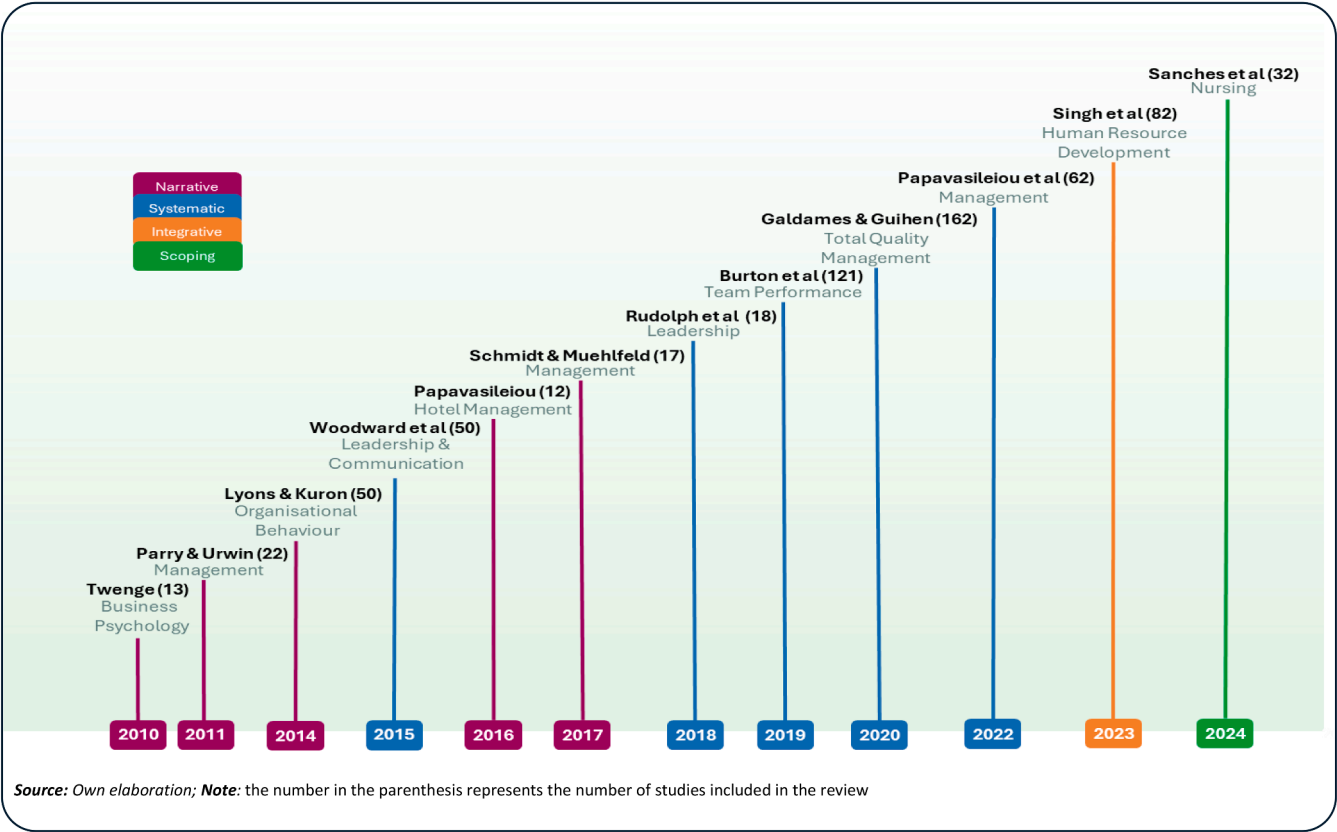 Sanches et al (32)
Nursing
Singh et al (82)
Human Resource
Development
Papavasileiou et al (62)
Management
Galdames & Guihen (162)
Total Quality
Management
Burton et al (121)
Team Performance
Rudolph et al (18)
Leadership
Schmidt & Muehlfeld (17)
Management
Papavasileiou (12)
Hotel Management
Woodward et al (50)
Leadership &
Communication
Lyons & Kuron (50)
Organisational
Behaviour
Parry & Urwin (22)
Management
Twenge (13)
Business
Psychology
Narrative
Systematic
Integrative
Scoping
2010
2011
2014
2015
2016
2017
2018
2019
2020
2022
2023
2024
Source: Own elaboration; Note: the number in the parenthesis represents the number of studies included in the review